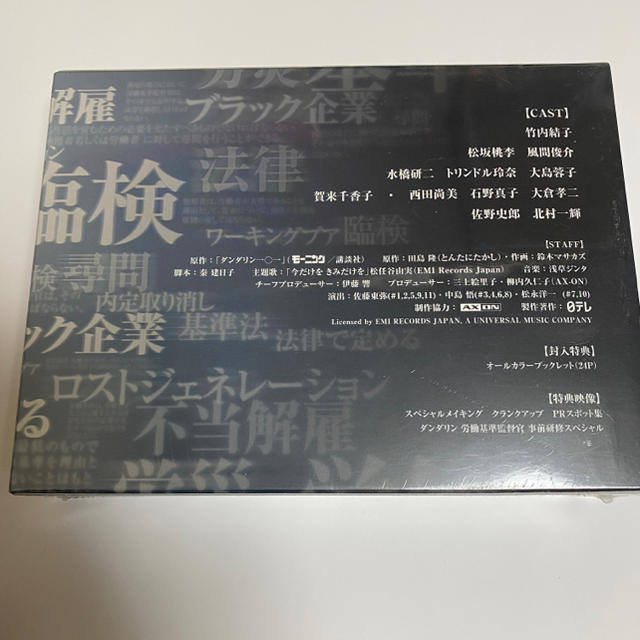 解雇
労災
ブラック企業
法律
臨検
ワーキングプア
臨検
検
尋問
内定取り消し
ック企業
基準法
法律で定める
ロストジェネレーション
る
不当解雇
【CAST】
竹内結子
松坂桃李 風間俊介
水橋研二 トリンドル玲奈 大島蓉子
賀来千香子 ・ 西田尚美 石野真子 大倉孝二
佐野史郎 北村一輝
【STAFF】
原作：「ダンダリン一〇一」(モーニング/講談社) 原作：田島 隆(とんたにたかし)・作画：鈴木マサカズ
脚本：秦 建日子 主題歌：「今だけを きみだけを」松任谷由実(EMI Records Japan) 音楽：浅草ジンタ
チーフプロデューサー：伊藤 響 プロデューサー：三上絵里子・柳内久仁子(AX-ON)
演出：佐藤東弥(#1,2,5,9,11)・中島 悟(#3,4,6,8)・松永洋一 (#7,10)
制作協力：AX-ON 製作著作：日テレ
Licensed by EMI RECORDS JAPAN, A UNIVERSAL MUSIC COMPANY
【封入特典】
オールカラーブックレット(24P)
【特典映像】
スペシャルメイキング クランクアップ PRスポット集
ダンダリン 労働基準監督官 事前研修スペシャル